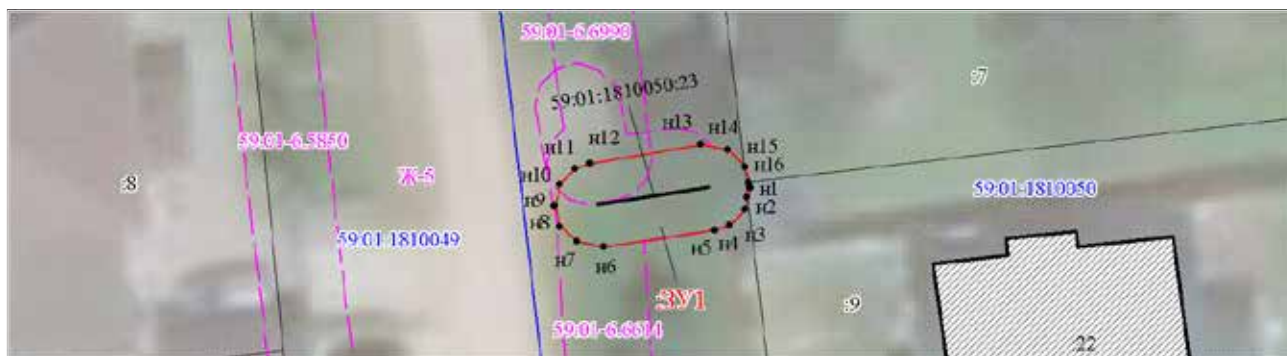 59:01-6.6990
:7
59:01:1810050:23
н13
н14
59:01-6.5850
н12
н15
н11
н16
:8
Ж-5
н10
н1
59:01-1810050
н9
н2
н8
н3
59:01-1810049
н5
н4
н7
н6
:ЗУ1
:9
59:01-6.6614
22